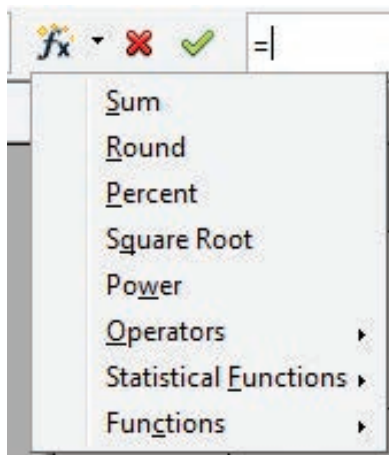 fx =
Sum
Round
Percent
Square Root
Power
Operators
Statistical Functions
Functions